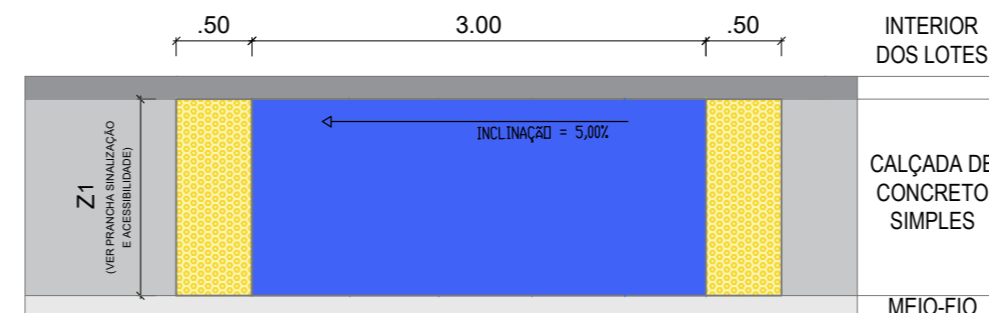 .50
3.00
.50
INTERIOR
DOS LOTES
INCLINAÇãO = 5,00%
Z1
(VER PRANCHA SINALIZAÇÃO
E ACESSIBILIDADE)
CALÇADA DE
CONCRETO
SIMPLES
MEIO-FIO